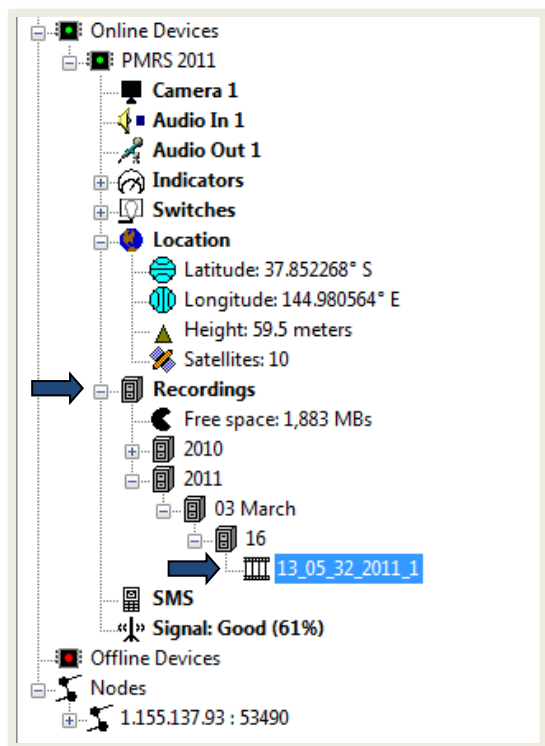 Online Devices
PMRS 2011
Camera 1
Audio In 1
Audio Out 1
Indicators
Switches
Location
Latitude: 37.852268° S
Longitude: 144.980564° E
Height: 59.5 meters
Satellites: 10
Recordings
Free space: 1,883 MBs
2010
2011
03 March
16
13_05_32_2011_1
SMS
Signal: Good (61%)
Offline Devices
Nodes
1.155.137.93 : 53490